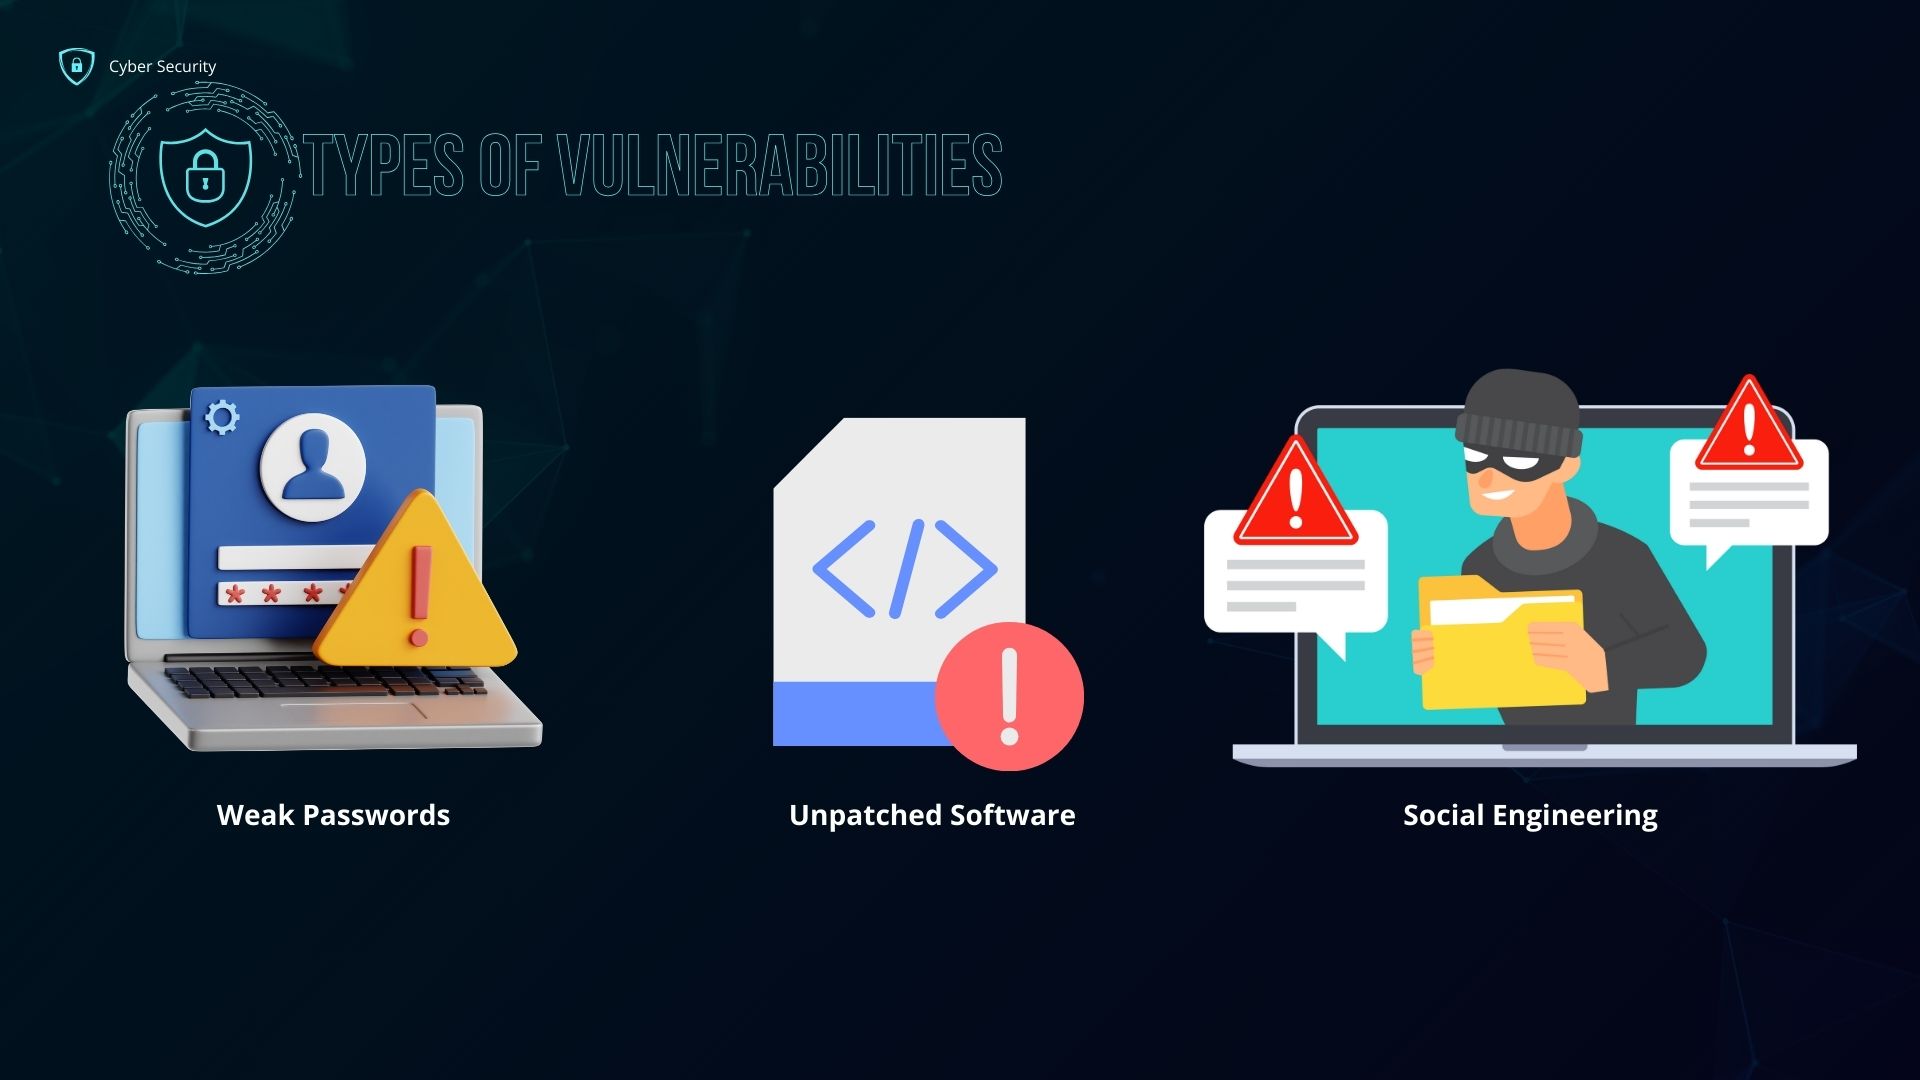 Cyber Security
TYPES OF VULNERABILITIES
Weak Passwords
Unpatched Software
Social Engineering